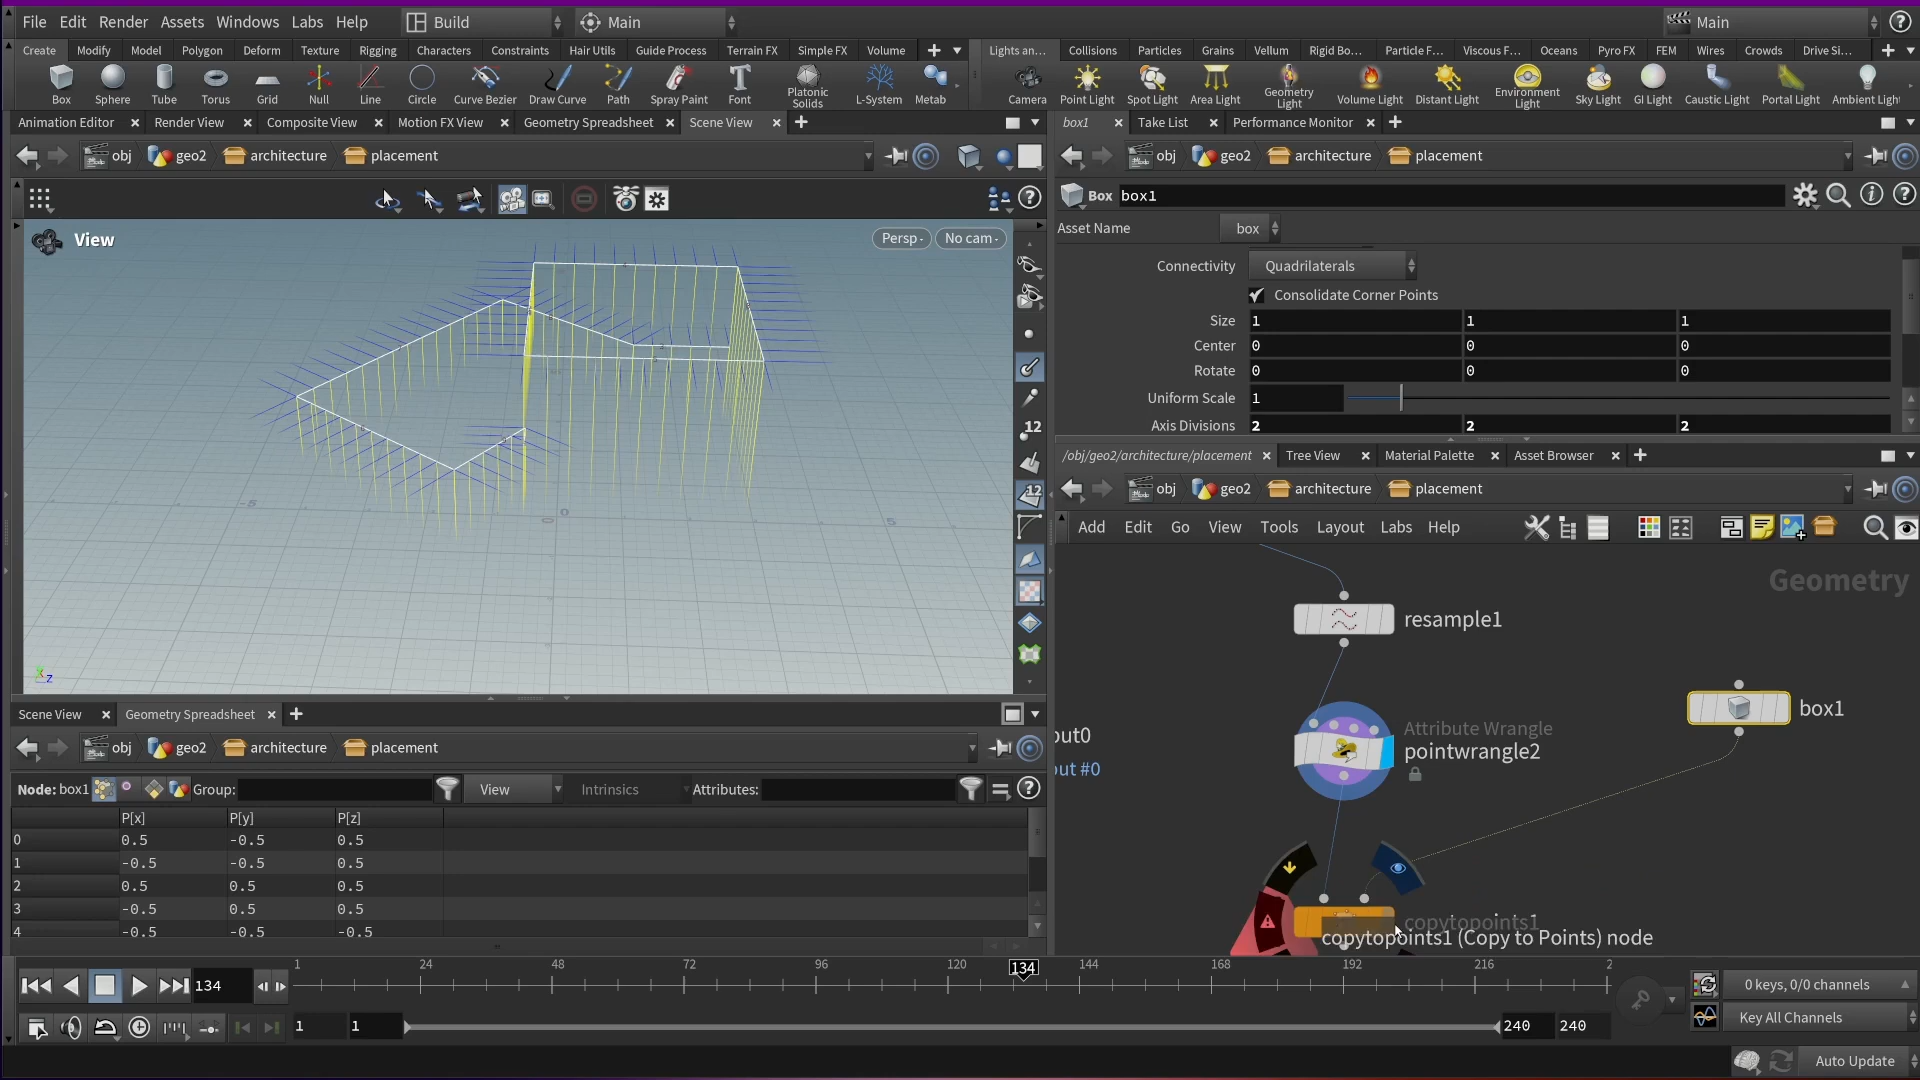 File Edit Render Assets Windows Labs Help
Build
Main
Main
Create Modify Model Polygon Deform Texture Rigging Characters Constraints Hair Utils Guide Process Terrain FX Simple FX Volume
Lights an... Collisions Particles Grains Vellum Rigid Bo... Particle F... Viscous F... Oceans Pyro FX FEM Wires Crowds Drive Si...
Box Sphere Tube Torus Grid Null Line Circle Curve Bezier Draw Curve Path Spray Paint Font Platonic Solids L-System Metab
Camera Point Light Spot Light Area Light Geometry Light Volume Light Distant Light Environment Light Sky Light GI Light Caustic Light Portal Light Ambient Light
Animation Editor Render View Composite View Motion FX View Geometry Spreadsheet Scene View
box1 Take List Performance Monitor
obj geo2 architecture placement
obj geo2 architecture placement
Box box1
Asset Name box
View
Persp No cam
Connectivity Quadrilaterals
Consolidate Corner Points
Size 1 1 1
Center 0 0 0
Rotate 0 0 0
Uniform Scale 1
Axis Divisions 2 2 2
12
12
-5 0 5
z
/obj/geo2/architecture/placement Tree View Material Palette Asset Browser
obj geo2 architecture placement
Add Edit Go View Tools Layout Labs Help
Geometry
resample1
box1
Attribute Wrangle
pointwrangle2
out0
out #0
copytopoints1
copytopoints1 (Copy to Points) node
Scene View Geometry Spreadsheet
obj geo2 architecture placement
Node: box1 Group: View Intrinsics Attributes:
P[x] P[y] P[z]
0 0.5 -0.5 0.5
1 -0.5 -0.5 0.5
2 0.5 0.5 0.5
3 -0.5 0.5 0.5
4 -0.5 -0.5 -0.5
134
1 24 48 72 96 120 134 144 168 192 216 2
0 keys, 0/0 channels
1 1 240 240
Key All Channels
Auto Update